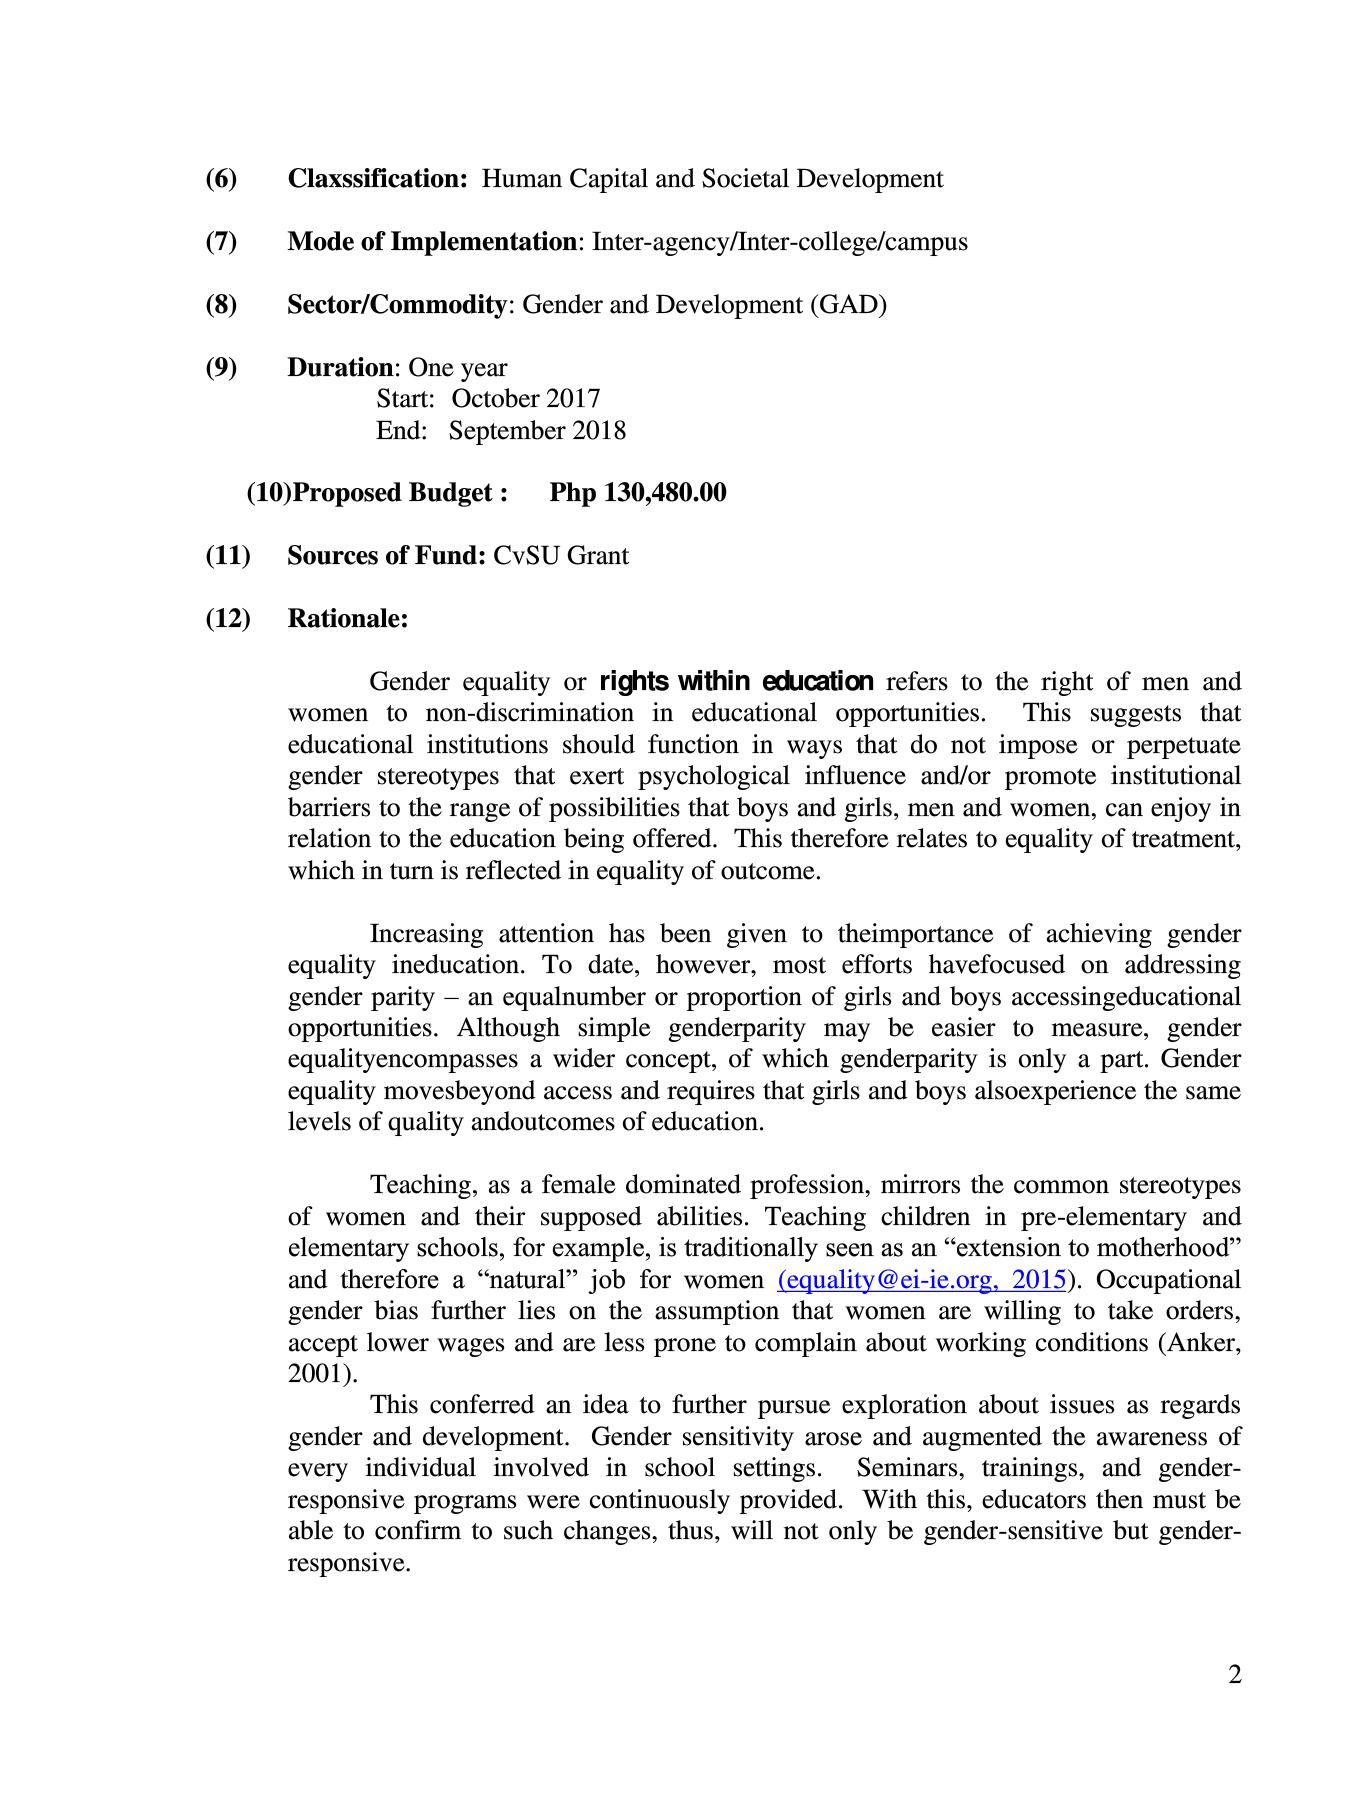 (6) Claxssification: Human Capital and Societal Development
(7) Mode of Implementation: Inter-agency/Inter-college/campus
(8) Sector/Commodity: Gender and Development (GAD)
(9) Duration: One year
Start: October 2017
End: September 2018
(10)Proposed Budget : Php 130,480.00
(11) Sources of Fund: CvSU Grant
(12) Rationale:
Gender equality or rights within education refers to the right of men and
women to non-discrimination in educational opportunities. This suggests that
educational institutions should function in ways that do not impose or perpetuate
gender stereotypes that exert psychological influence and/or promote institutional
barriers to the range of possibilities that boys and girls, men and women, can enjoy in
relation to the education being offered. This therefore relates to equality of treatment,
which in turn is reflected in equality of outcome.
Increasing attention has been given to theimportance of achieving gender
equality ineducation. To date, however, most efforts havefocused on addressing
gender parity – an equalnumber or proportion of girls and boys accessingeducational
opportunities. Although simple genderparity may be easier to measure, gender
equalityencompasses a wider concept, of which genderparity is only a part. Gender
equality movesbeyond access and requires that girls and boys alsoexperience the same
levels of quality andoutcomes of education.
Teaching, as a female dominated profession, mirrors the common stereotypes
of women and their supposed abilities. Teaching children in pre-elementary and
elementary schools, for example, is traditionally seen as an “extension to motherhood”
and therefore a “natural” job for women (equality@ei-ie.org, 2015). Occupational
gender bias further lies on the assumption that women are willing to take orders,
accept lower wages and are less prone to complain about working conditions (Anker,
2001).
This conferred an idea to further pursue exploration about issues as regards
gender and development. Gender sensitivity arose and augmented the awareness of
every individual involved in school settings. Seminars, trainings, and gender-
responsive programs were continuously provided. With this, educators then must be
able to confirm to such changes, thus, will not only be gender-sensitive but gender-
responsive.
2